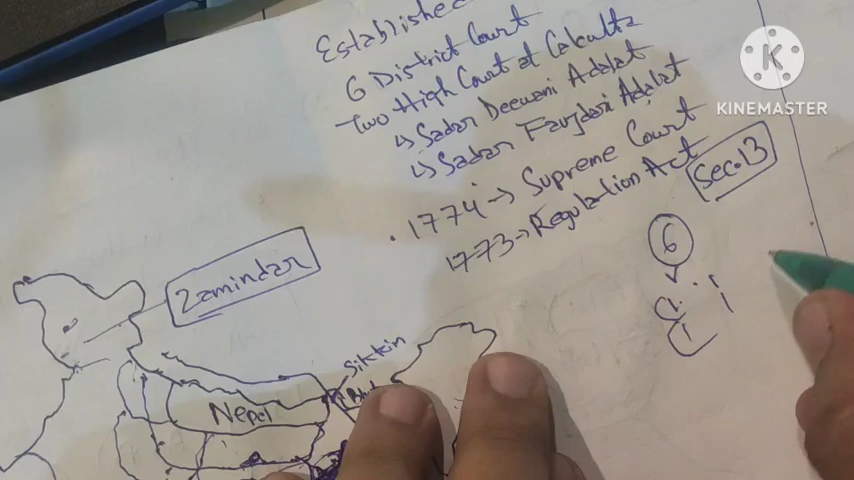 Established
6 District Court
Two High Court at Calcutta
↳ Sadar Deewani Adalat
↳ Sadar Faujdari Adalat
1774 → Supreme Court
1773 → Regulation Act
Sec.13
6
Zamindar
Sikkim
Nepal
K
KINEMASTER